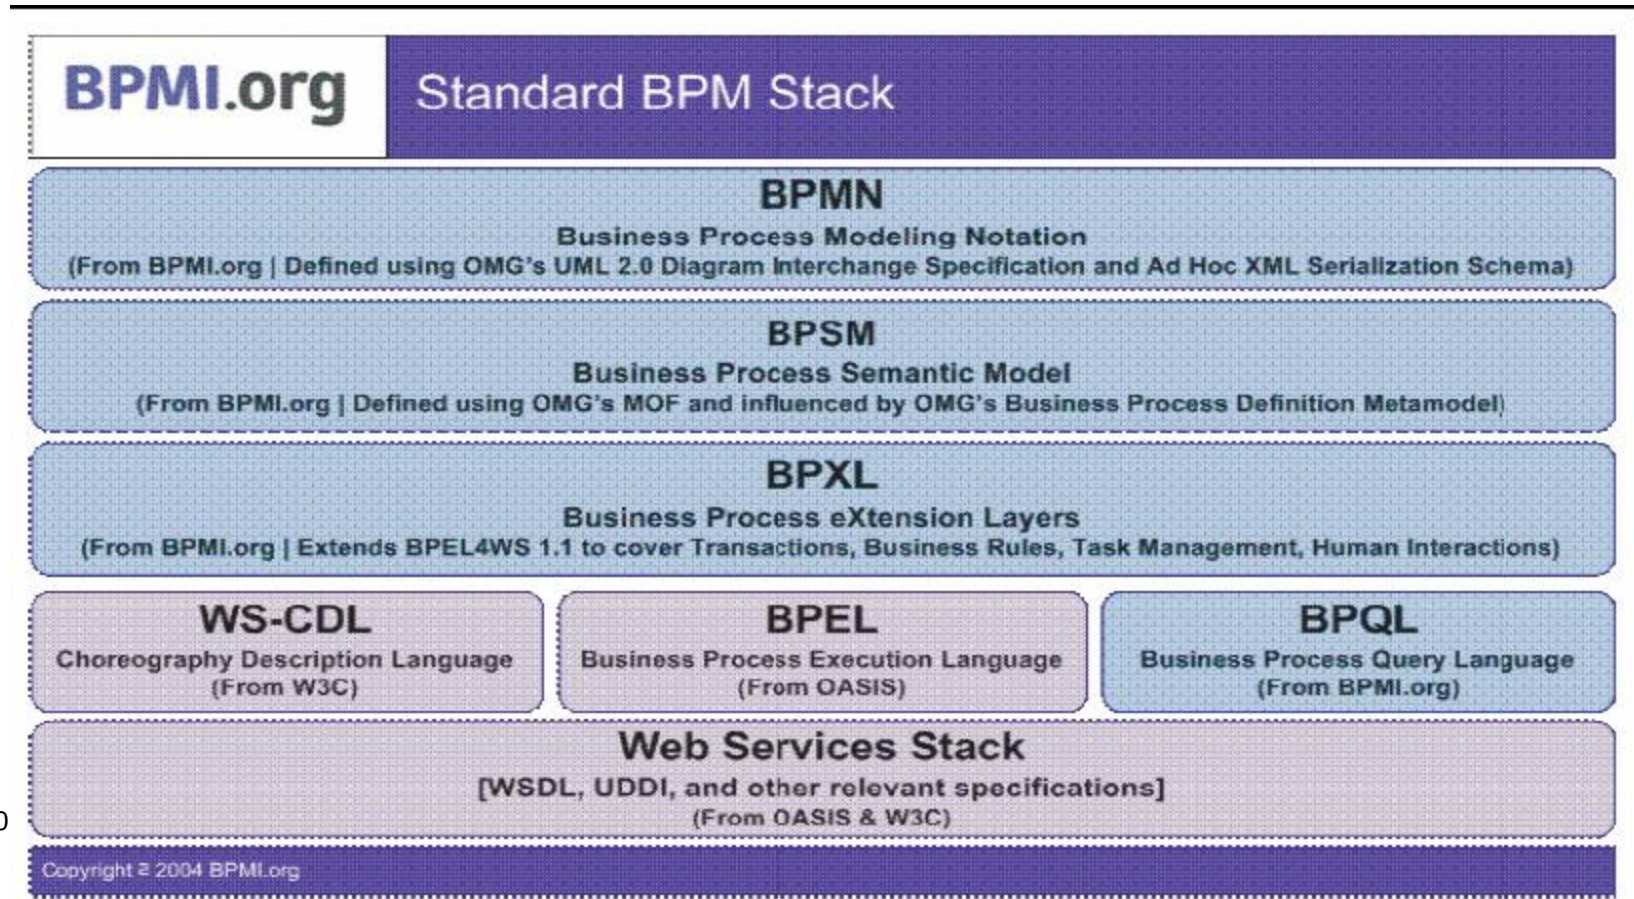 BPMI.org
Standard BPM Stack
BPMN
Business Process Modeling Notation
(From BPMI.org | Defined using OMG's UML 2.0 Diagram Interchange Specification and Ad Hoc XML Serialization Schema)
BPSM
Business Process Semantic Model
(From BPMI.org | Defined using OMG's MOF and influenced by OMG's Business Process Definition Metamodel)
BPXL
Business Process eXtension Layers
(From BPMI.org | Extends BPEL4WS 1.1 to cover Transactions, Business Rules, Task Management, Human Interactions)
WS-CDL
Choreography Description Language
(From W3C)
BPEL
Business Process Execution Language
(From OASIS)
BPQL
Business Process Query Language
(From BPMI.org)
Web Services Stack
[WSDL, UDDI, and other relevant specifications]
(From OASIS & W3C)
0
Copyright 2004 BPMI.org